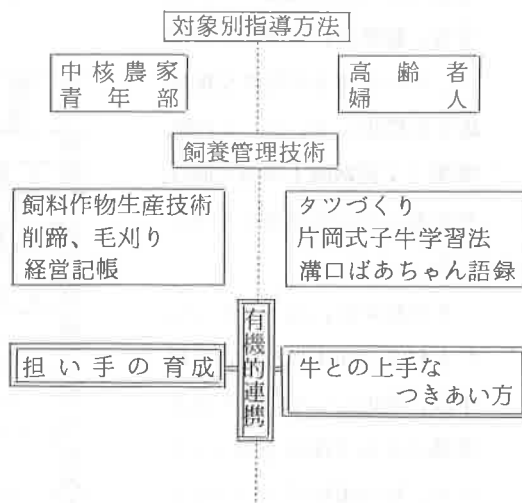 対象別指導方法
中核農家
青年部
高齢者
婦人
飼養管理技術
飼料作物生産技術
削蹄、毛刈り
経営記帳
タツづくり
片岡式子牛学習法
溝口ばあちゃん語録
担い手の育成
有機的連携
牛との上手な
つきあい方